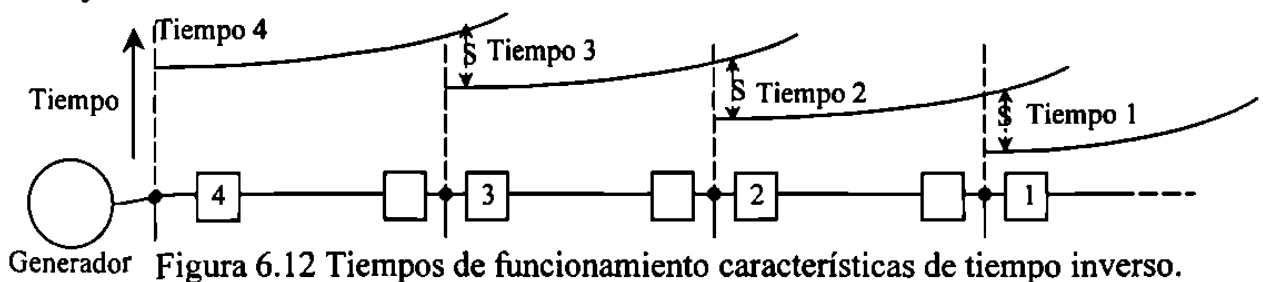 Tiempo 4
S Tiempo 3
S Tiempo 2
S Tiempo 1
Tiempo
4 3 2 1
Generador Figura 6.12 Tiempos de funcionamiento características de tiempo inverso.